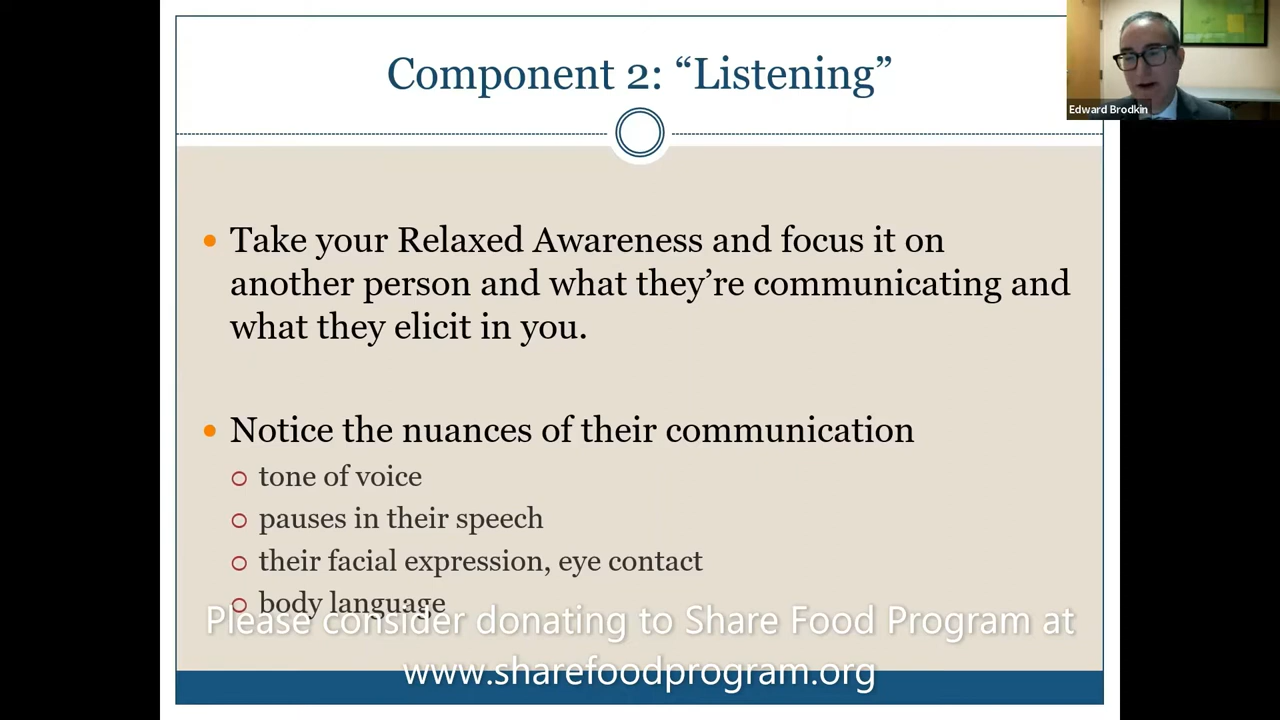 Component 2: “Listening”
Edward Brodkin
Take your Relaxed Awareness and focus it on
another person and what they’re communicating and
what they elicit in you.
Notice the nuances of their communication
tone of voice
pauses in their speech
their facial expression, eye contact
body language
Please consider donating to Share Food Program at
www.sharefoodprogram.org